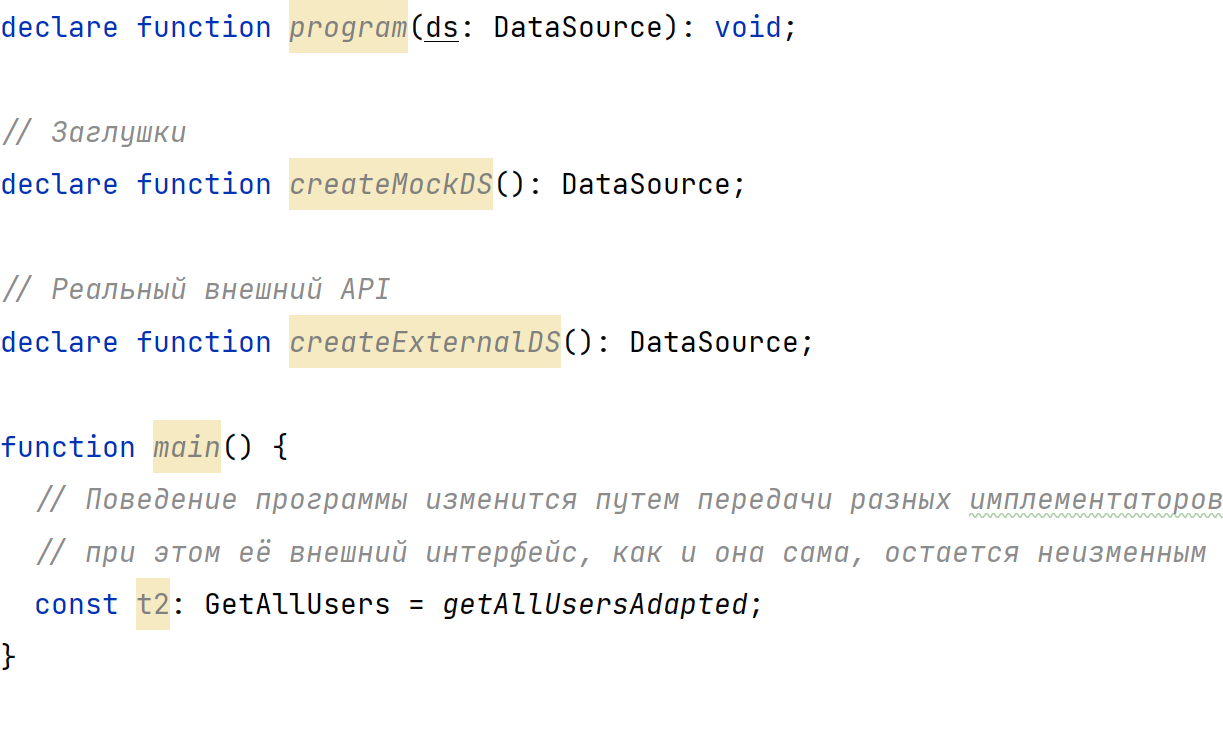 declare function program(ds: DataSource): void;
// Заглушки
declare function createMockDS(): DataSource;
// Реальный внешний API
declare function createExternalDS(): DataSource;
function main() {
// Поведение программы изменится путем передачи разных имплементаторов
// при этом её внешний интерфейс, как и она сама, остается неизменным
const t2: GetAllUsers = getAllUsersAdapted;
}